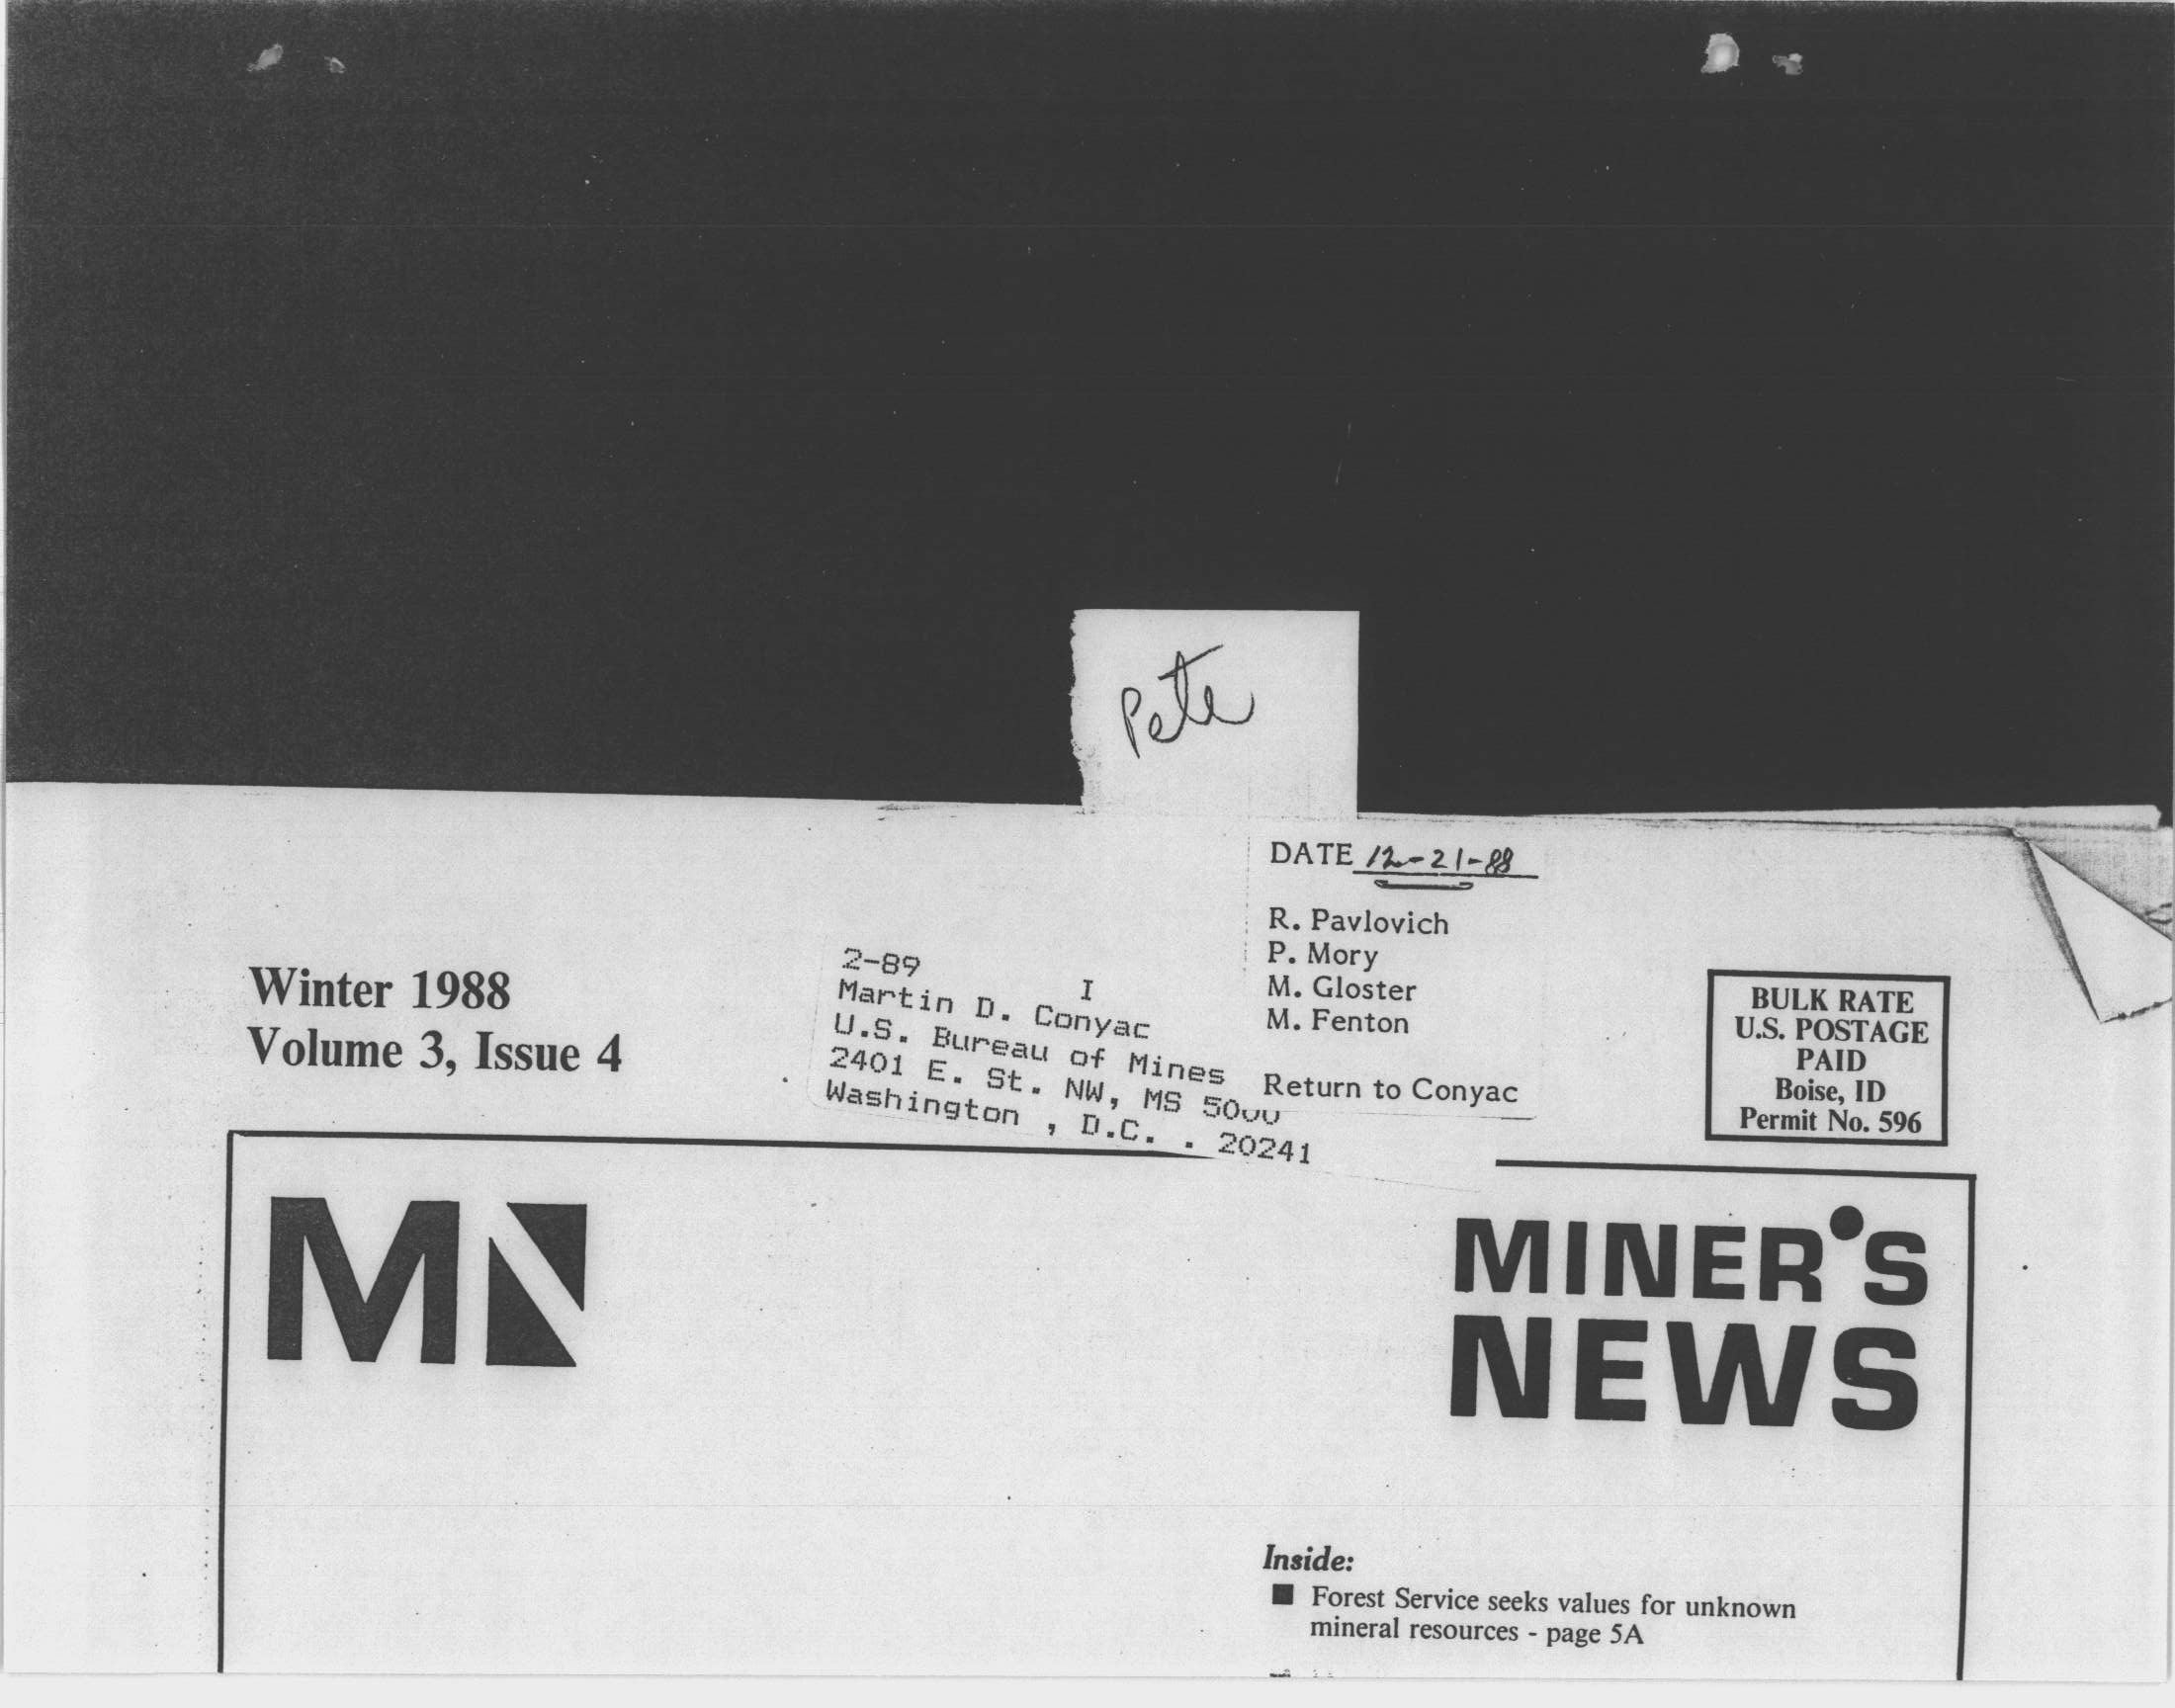 Pete
DATE 12-21-88
R. Pavlovich
P. Mory
M. Gloster
M. Fenton
Return to Conyac
Winter 1988
Volume 3, Issue 4
2-89 I
Martin D. Conyac
U.S. Bureau of Mines
2401 E. St. NW, MS 5000
Washington , D.C. . 20241
BULK RATE
U.S. POSTAGE
PAID
Boise, ID
Permit No. 596
MN
MINER'S
NEWS
Inside:
■ Forest Service seeks values for unknown
mineral resources - page 5A